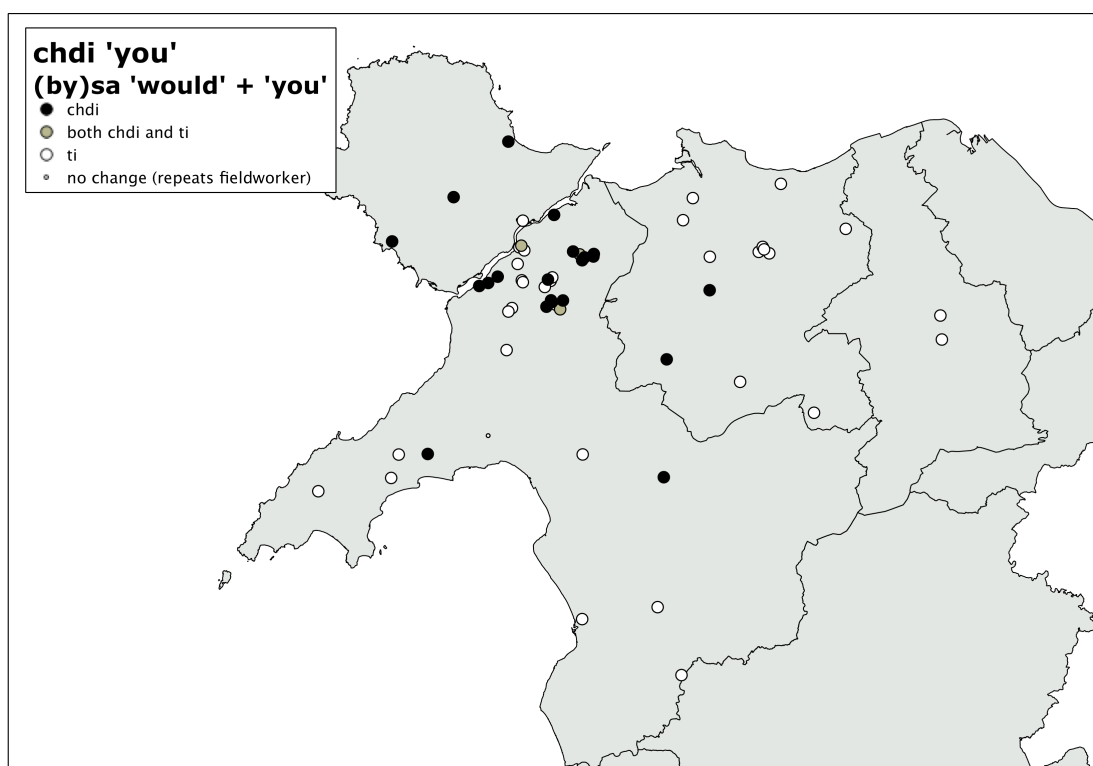 chdi 'you'
(by)sa 'would' + 'you'
chdi
both chdi and ti
ti
no change (repeats fieldworker)